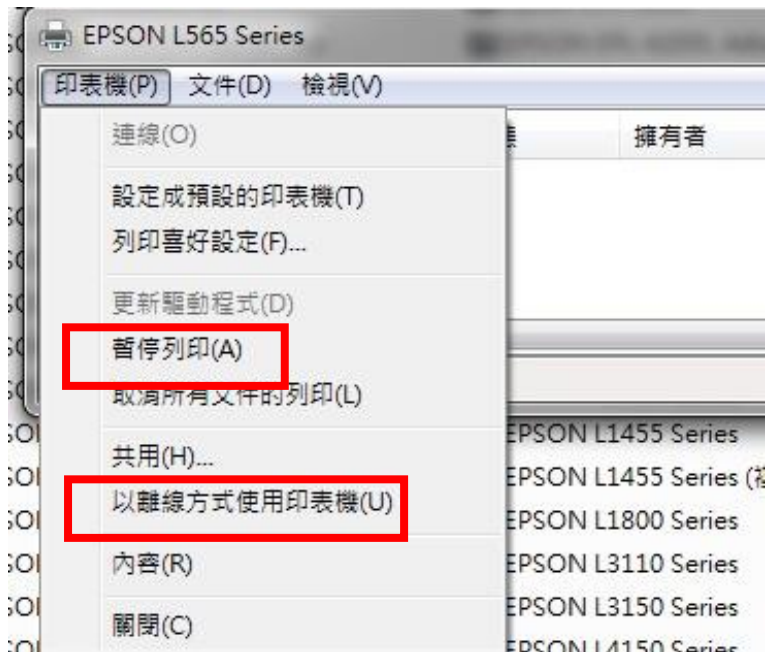 EPSON L565 Series
印表機(P) 文件(D) 檢視(V)
連線(O)
擁有者
設定成預設的印表機(T)
列印喜好設定(F)...
更新驅動程式(D)
暫停列印(A)
取消所有文件的列印(L)
EPSON L1455 Series
共用(H)...
EPSON L1455 Series (
以離線方式使用印表機(U)
EPSON L1800 Series
內容(R)
EPSON L3110 Series
EPSON L3150 Series
關閉(C)
EPSON L4150 Series